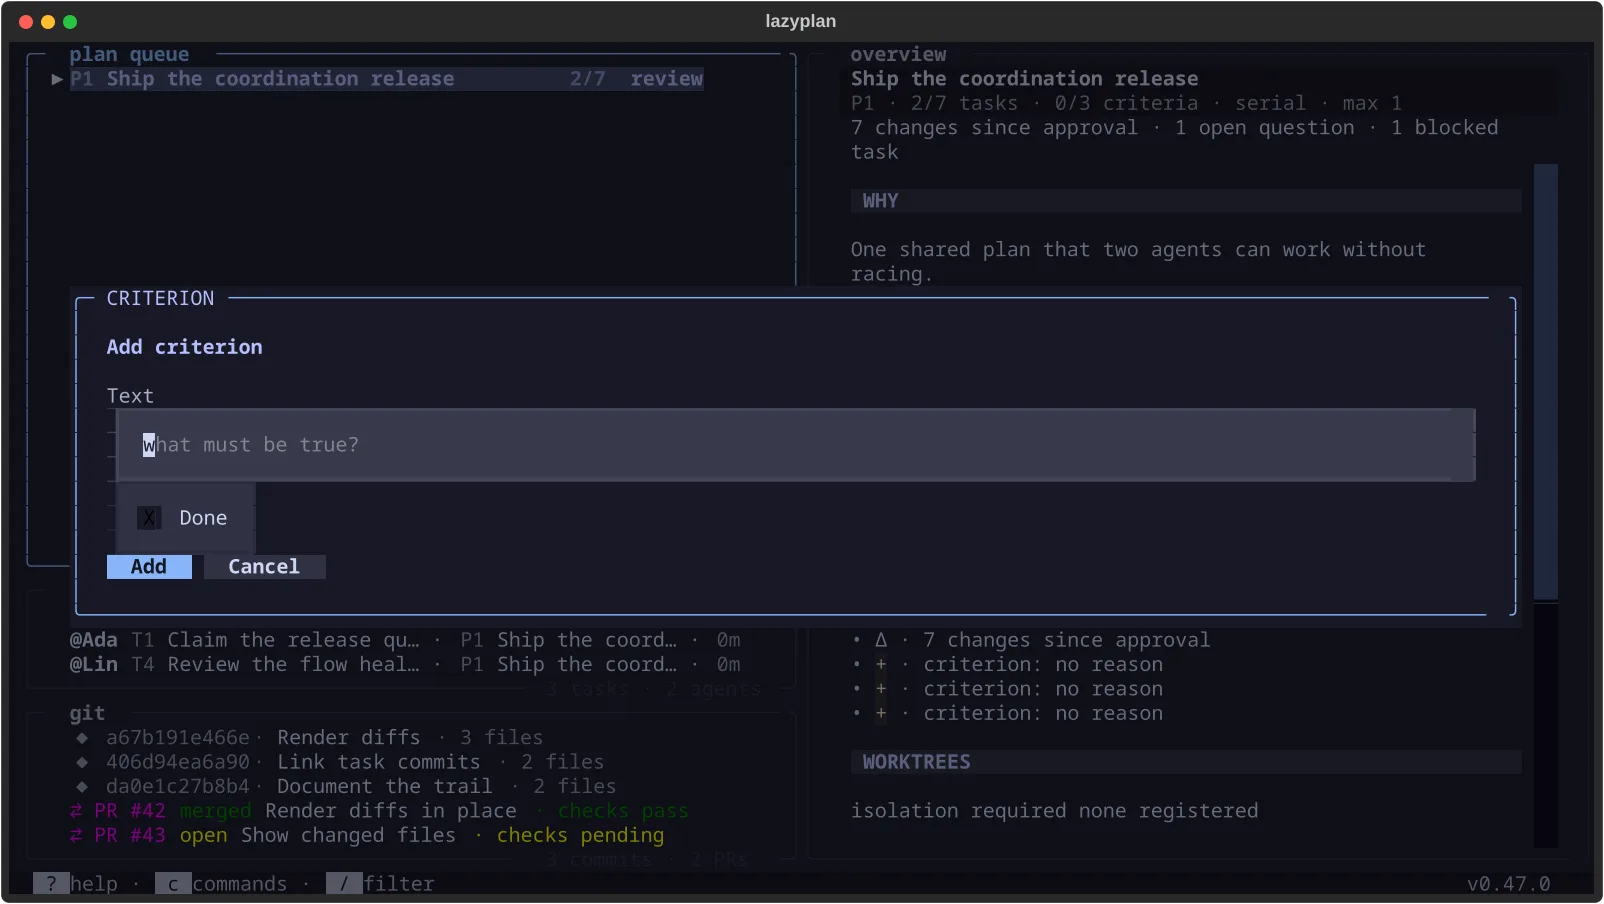 lazyplan
plan queue
▶ P1 Ship the coordination release 2/7 review
overview
Ship the coordination release
P1 · 2/7 tasks · 0/3 criteria · serial · max 1
7 changes since approval · 1 open question · 1 blocked
task
WHY
One shared plan that two agents can work without
racing.
CRITERION
Add criterion
Text
what must be true?
X Done
Add Cancel
@Ada T1 Claim the release qu… · P1 Ship the coord… · 0m
@Lin T4 Review the flow heal… · P1 Ship the coord… · 0m
3 tasks · 2 agents
git
◆ a67b191e466e · Render diffs · 3 files
◆ 406d94ea6a90 · Link task commits · 2 files
◆ da0e1c27b8b4 · Document the trail · 2 files
⇄ PR #42 merged Render diffs in place · checks pass
⇄ PR #43 open Show changed files · checks pending
3 commits · 2 PRs
• Δ · 7 changes since approval
• + · criterion: no reason
• + · criterion: no reason
• + · criterion: no reason
WORKTREES
isolation required none registered
? help · c commands · / filter
v0.47.0